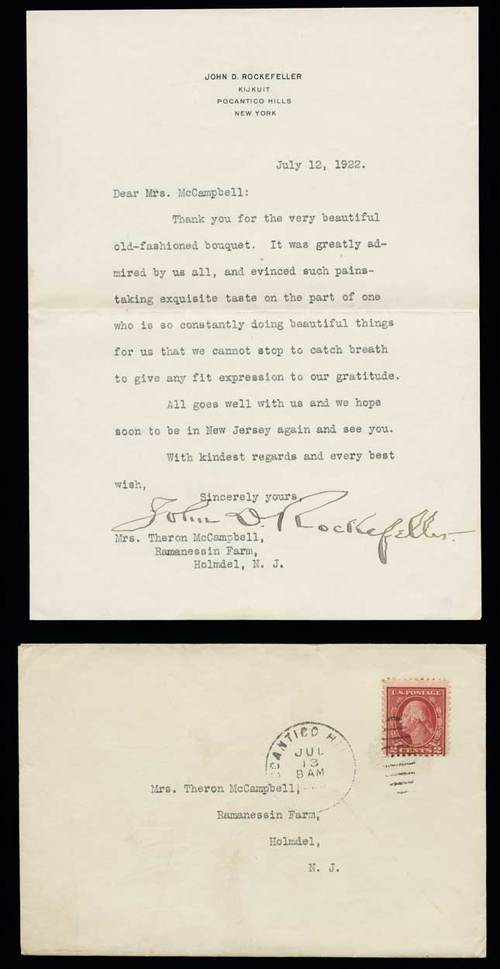 JOHN D. ROCKEFELLER
KIJKUIT
POCANTICO HILLS
NEW YORK
July 12, 1922.
Dear Mrs. McCampbell:
Thank you for the very beautiful
old-fashioned bouquet. It was greatly ad-
mired by us all, and evinced such pains-
taking exquisite taste on the part of one
who is so constantly doing beautiful things
for us that we cannot stop to catch breath
to give any fit expression to our gratitude.
All goes well with us and we hope
soon to be in New Jersey again and see you.
With kindest regards and every best
wish,
Sincerely yours,
John D. Rockefeller.
Mrs. Theron McCampbell,
Ramanessin Farm,
Holmdel, N. J.
U.S. POSTAGE
2 CENTS 2
POCANTICO H
JUL
13
8 AM
Mrs. Theron McCampbell,
Ramanessin Farm,
Holmdel,
N. J.